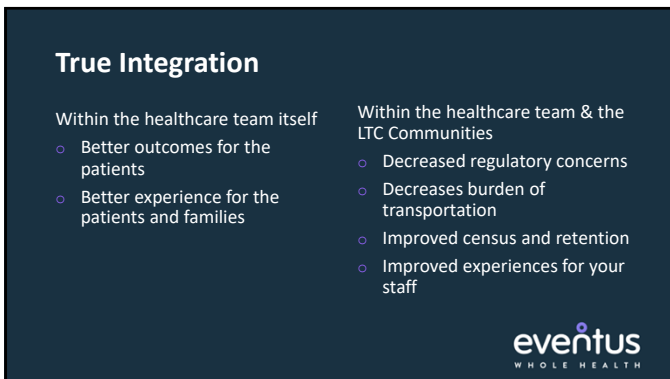 True Integration
Within the healthcare team itself
o Better outcomes for the
patients
o Better experience for the
patients and families
Within the healthcare team & the
LTC Communities
o Decreased regulatory concerns
o Decreases burden of
transportation
o Improved census and retention
o Improved experiences for your
staff
eventus
WHOLE HEALTH